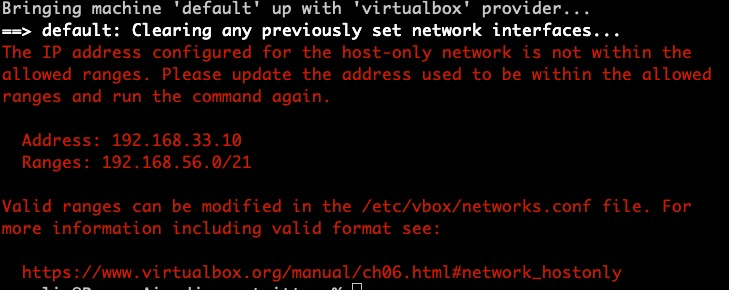 Bringing machine 'default' up with 'virtualbox' provider...
==> default: Clearing any previously set network interfaces...
The IP address configured for the host-only network is not within the
allowed ranges. Please update the address used to be within the allowed
ranges and run the command again.
Address: 192.168.33.10
Ranges: 192.168.56.0/21
Valid ranges can be modified in the /etc/vbox/networks.conf file. For
more information including valid format see:
https://www.virtualbox.org/manual/ch06.html#network_hostonly